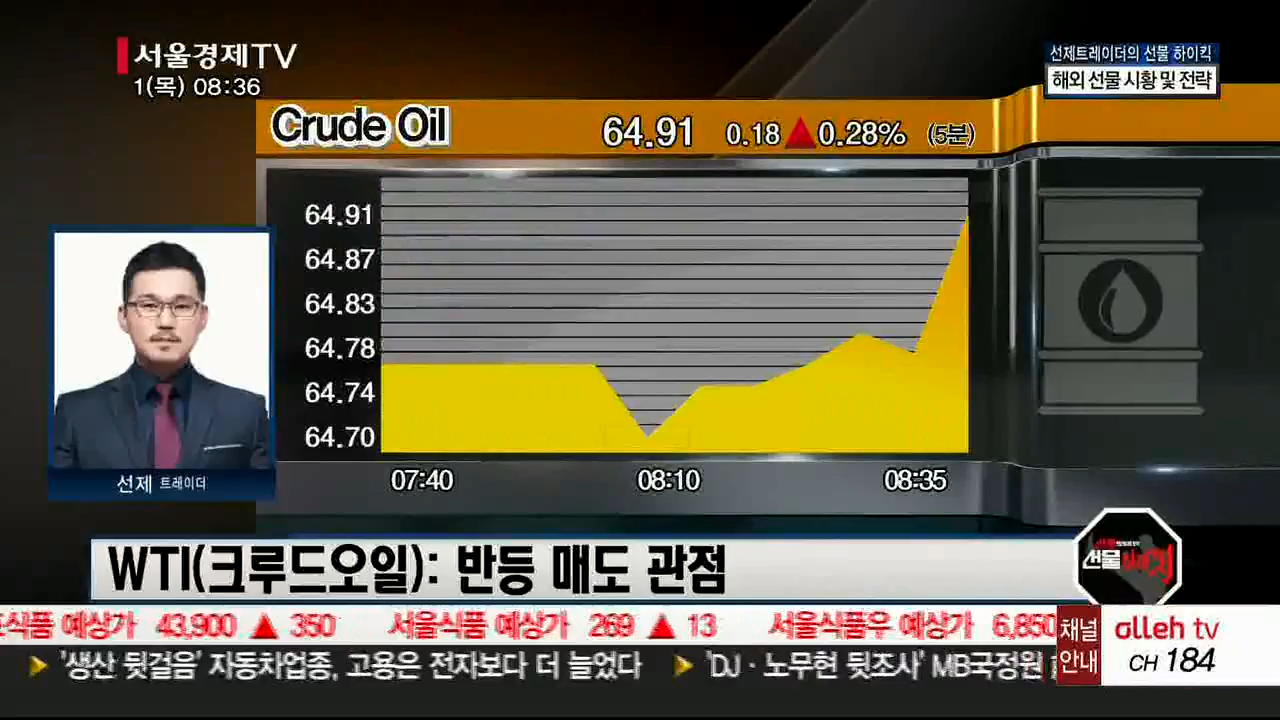 서울경제TV
1(목) 08:36
선제트레이더의 선물 하이킥
해외 선물 시황 및 전략
Crude Oil 64.91 0.18▲0.28% (5분)
64.91
64.87
64.83
64.78
64.74
64.70
07:40 08:10 08:35
선제 트레이더
WTI(크루드오일): 반등 매도 관점
선물 하이킥
식품 예상가 43,900 ▲ 350 서울식품 예상가 269 ▲ 13 서울식품우 예상가 6,850
'생산 뒷걸음' 자동차업종, 고용은 전자보다 더 늘었다 'DJ·노무현 뒷조사' MB국정원
채널
안내
olleh tv
CH 184